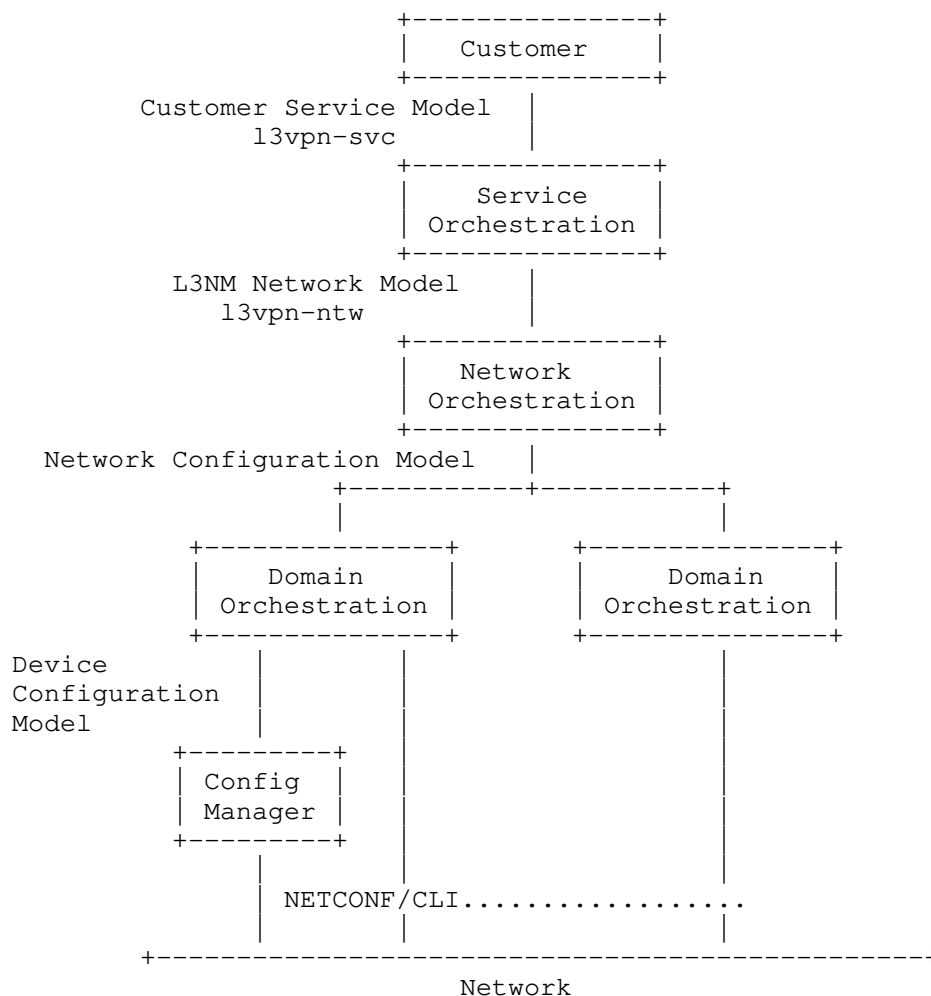 Customer
Customer Service Model
l3vpn-svc
Service
Orchestration
L3NM Network Model
l3vpn-ntw
Network
Orchestration
Network Configuration Model
Domain
Orchestration
Domain
Orchestration
Device
Configuration
Model
Config
Manager
NETCONF/CLI...................
Network